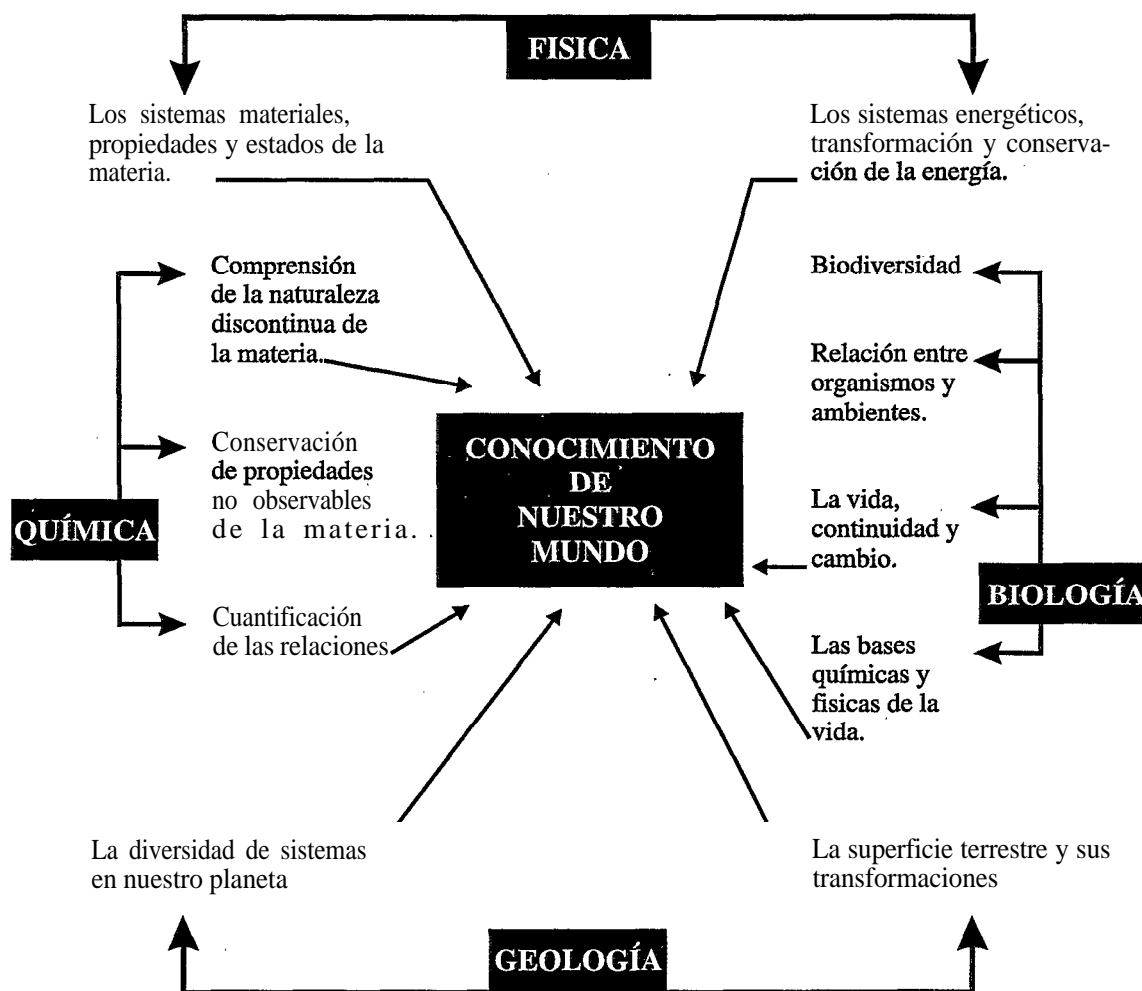 FISICA
Los sistemas materiales,
propiedades y estados de la
materia.
Los sistemas energéticos,
transformación y conserva-
ción de la energía.
Comprensión
de la naturaleza
discontinua de
la materia.
Conservación
de propiedades
no observables
de la materia.
Cuantificación
de las relaciones
QUÍMICA
CONOCIMIENTO
DE
NUESTRO
MUNDO
Biodiversidad
Relación entre
organismos y
ambientes.
La vida,
continuidad y
cambio.
Las bases
químicas y
fisicas de la
vida.
BIOLOGÍA
La diversidad de sistemas
en nuestro planeta
La superficie terrestre y sus
transformaciones
GEOLOGÍA